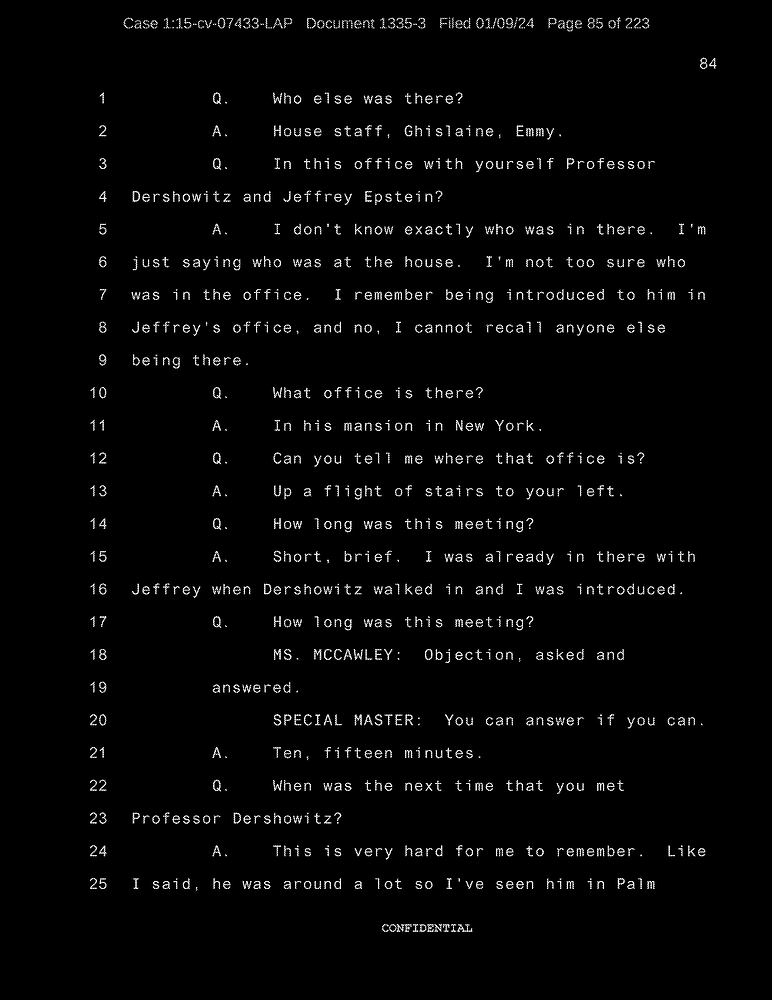 Case 1:15-cv-07433-LAP Document 1335-3 Filed 01/09/24 Page 85 of 223
84
1 Q. Who else was there?
2 A. House staff, Ghislaine, Emmy.
3 Q. In this office with yourself Professor
4 Dershowitz and Jeffrey Epstein?
5 A. I don't know exactly who was in there. I'm
6 just saying who was at the house. I'm not too sure who
7 was in the office. I remember being introduced to him in
8 Jeffrey's office, and no, I cannot recall anyone else
9 being there.
10 Q. What office is there?
11 A. In his mansion in New York.
12 Q. Can you tell me where that office is?
13 A. Up a flight of stairs to your left.
14 Q. How long was this meeting?
15 A. Short, brief. I was already in there with
16 Jeffrey when Dershowitz walked in and I was introduced.
17 Q. How long was this meeting?
18 MS. MCCAWLEY: Objection, asked and
19 answered.
20 SPECIAL MASTER: You can answer if you can.
21 A. Ten, fifteen minutes.
22 Q. When was the next time that you met
23 Professor Dershowitz?
24 A. This is very hard for me to remember. Like
25 I said, he was around a lot so I've seen him in Palm
CONFIDENTIAL